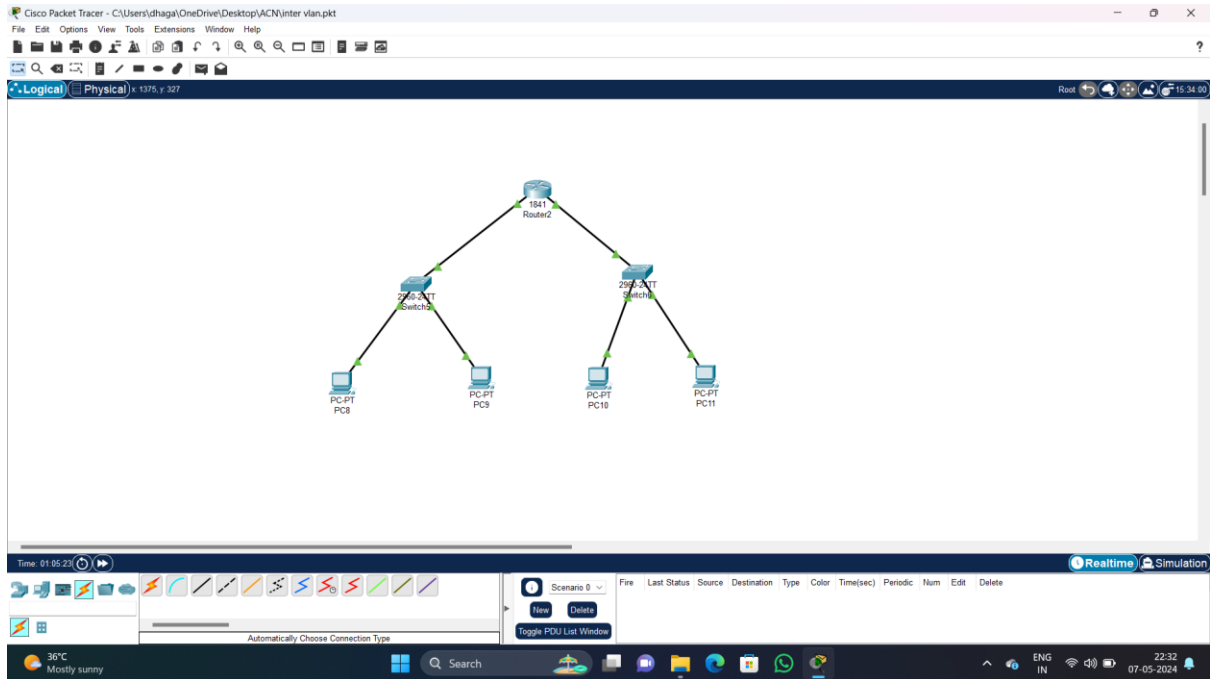 Cisco Packet Tracer - C:\Users\dhaga\OneDrive\Desktop\ACN\inter vlan.pkt
File Edit Options View Tools Extensions Window Help
?
Logical Physical x: 1375, y: 327 Root 15:34:00
1841
Router2
2960-24TT
Switch5
2960-24TT
PC-PT
PC8
PC-PT
PC9
PC-PT
PC10
PC-PT
PC11
Time: 01:05:23 Realtime Simulation
Scenario 0
New Delete
Toggle PDU List Window
Fire Last Status Source Destination Type Color Time(sec) Periodic Num Edit Delete
Automatically Choose Connection Type
36°C
Mostly sunny
Search
ENG
IN
22:32
07-05-2024